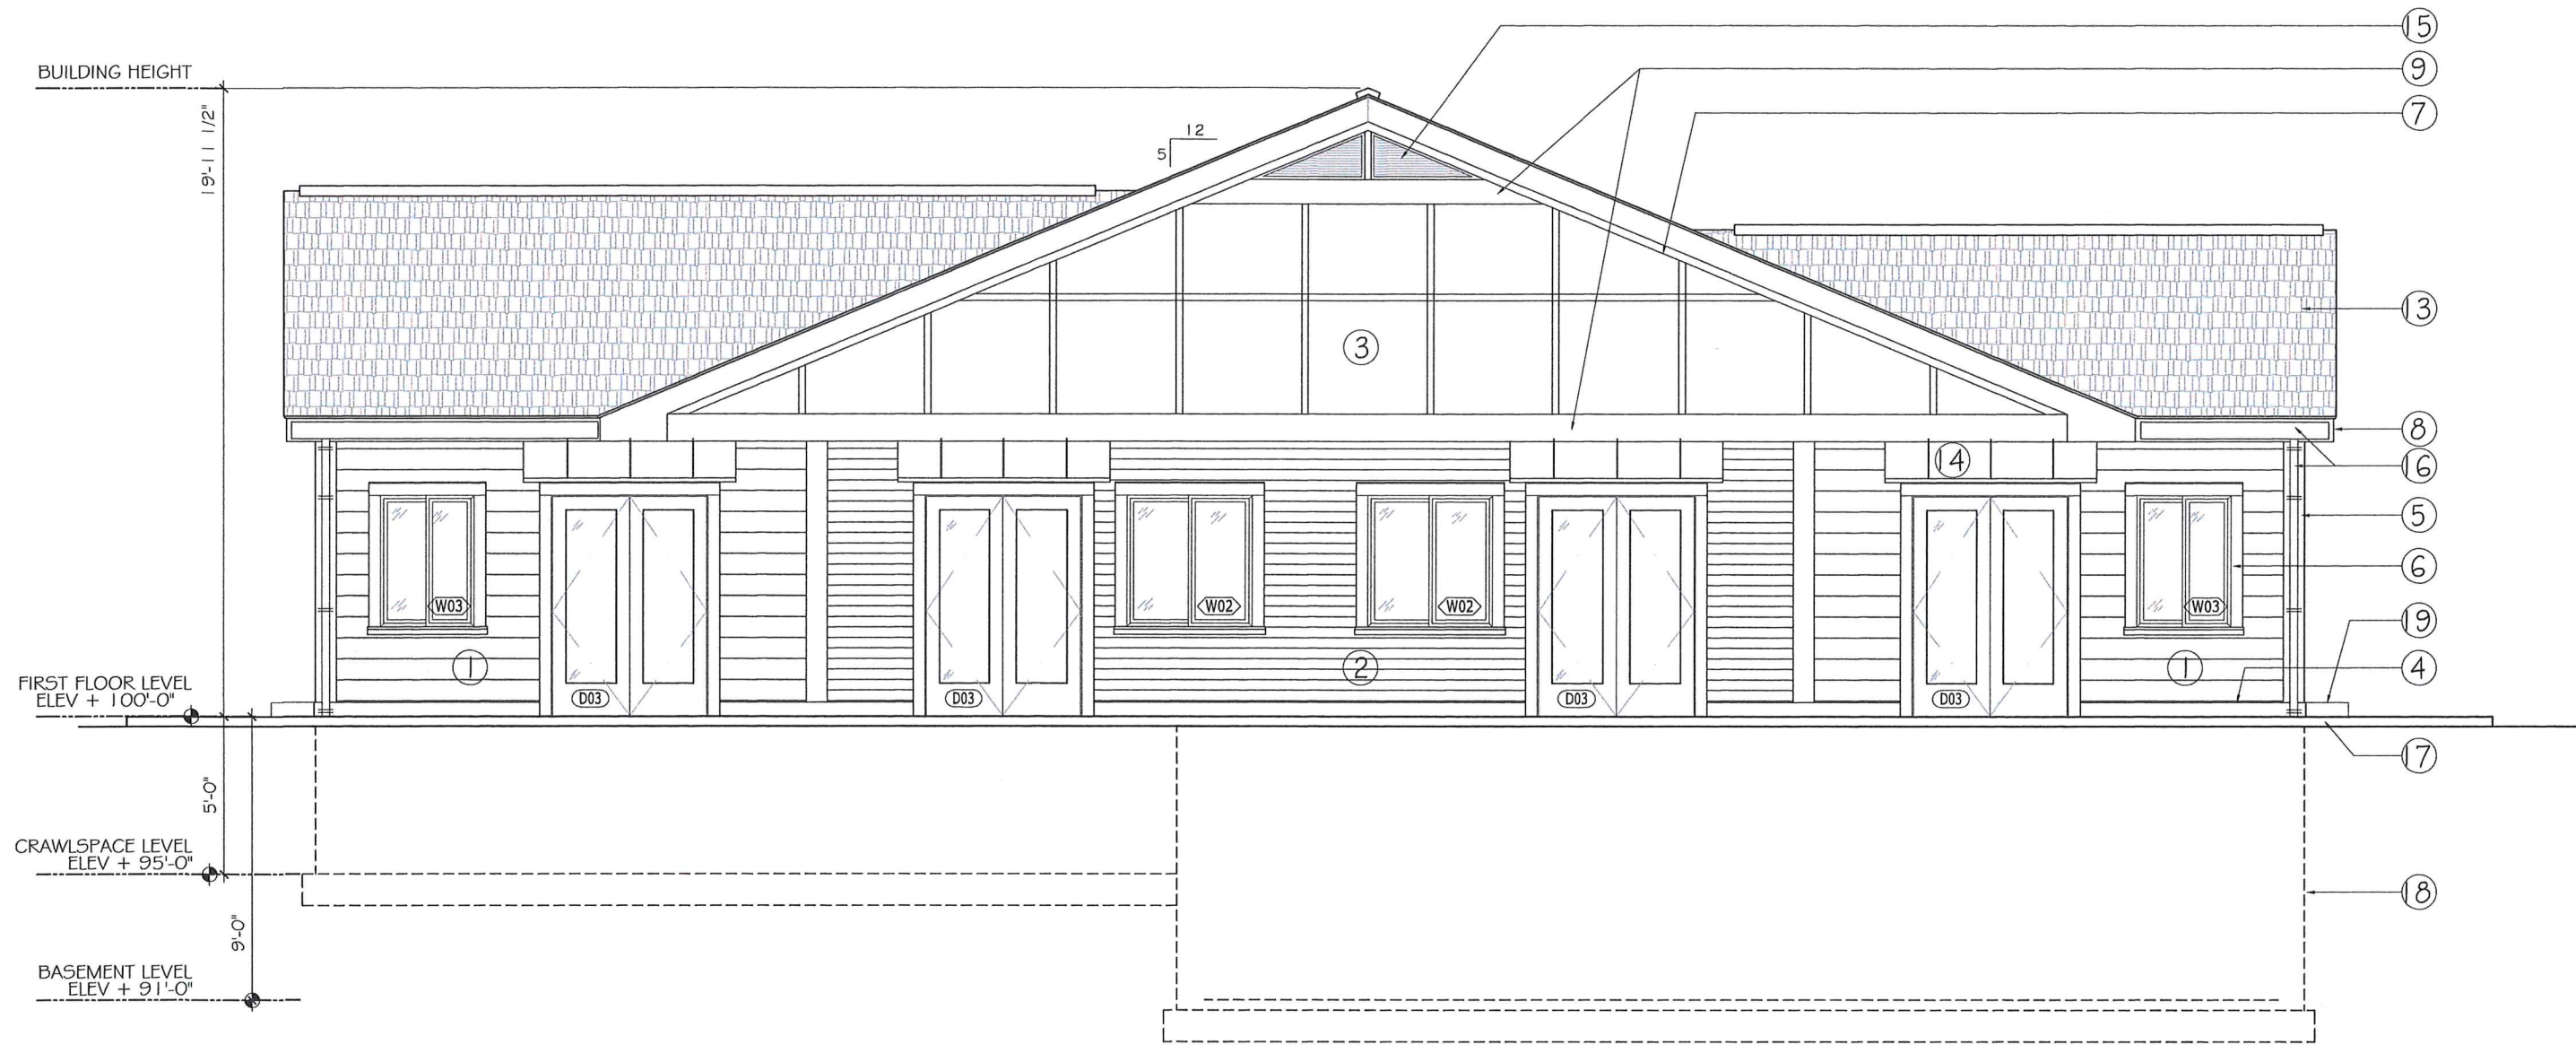 15
BUILDING HEIGHT
9
19'-11 1/2"
7
12
5
13
3
8
14
16
5
6
W03
W02
W02
W03
19
1
2
1
4
FIRST FLOOR LEVEL
ELEV + 100'-0"
D03
D03
D03
D03
17
5'-0"
CRAWLSPACE LEVEL
ELEV + 95'-0"
18
9'-0"
BASEMENT LEVEL
ELEV + 91'-0"